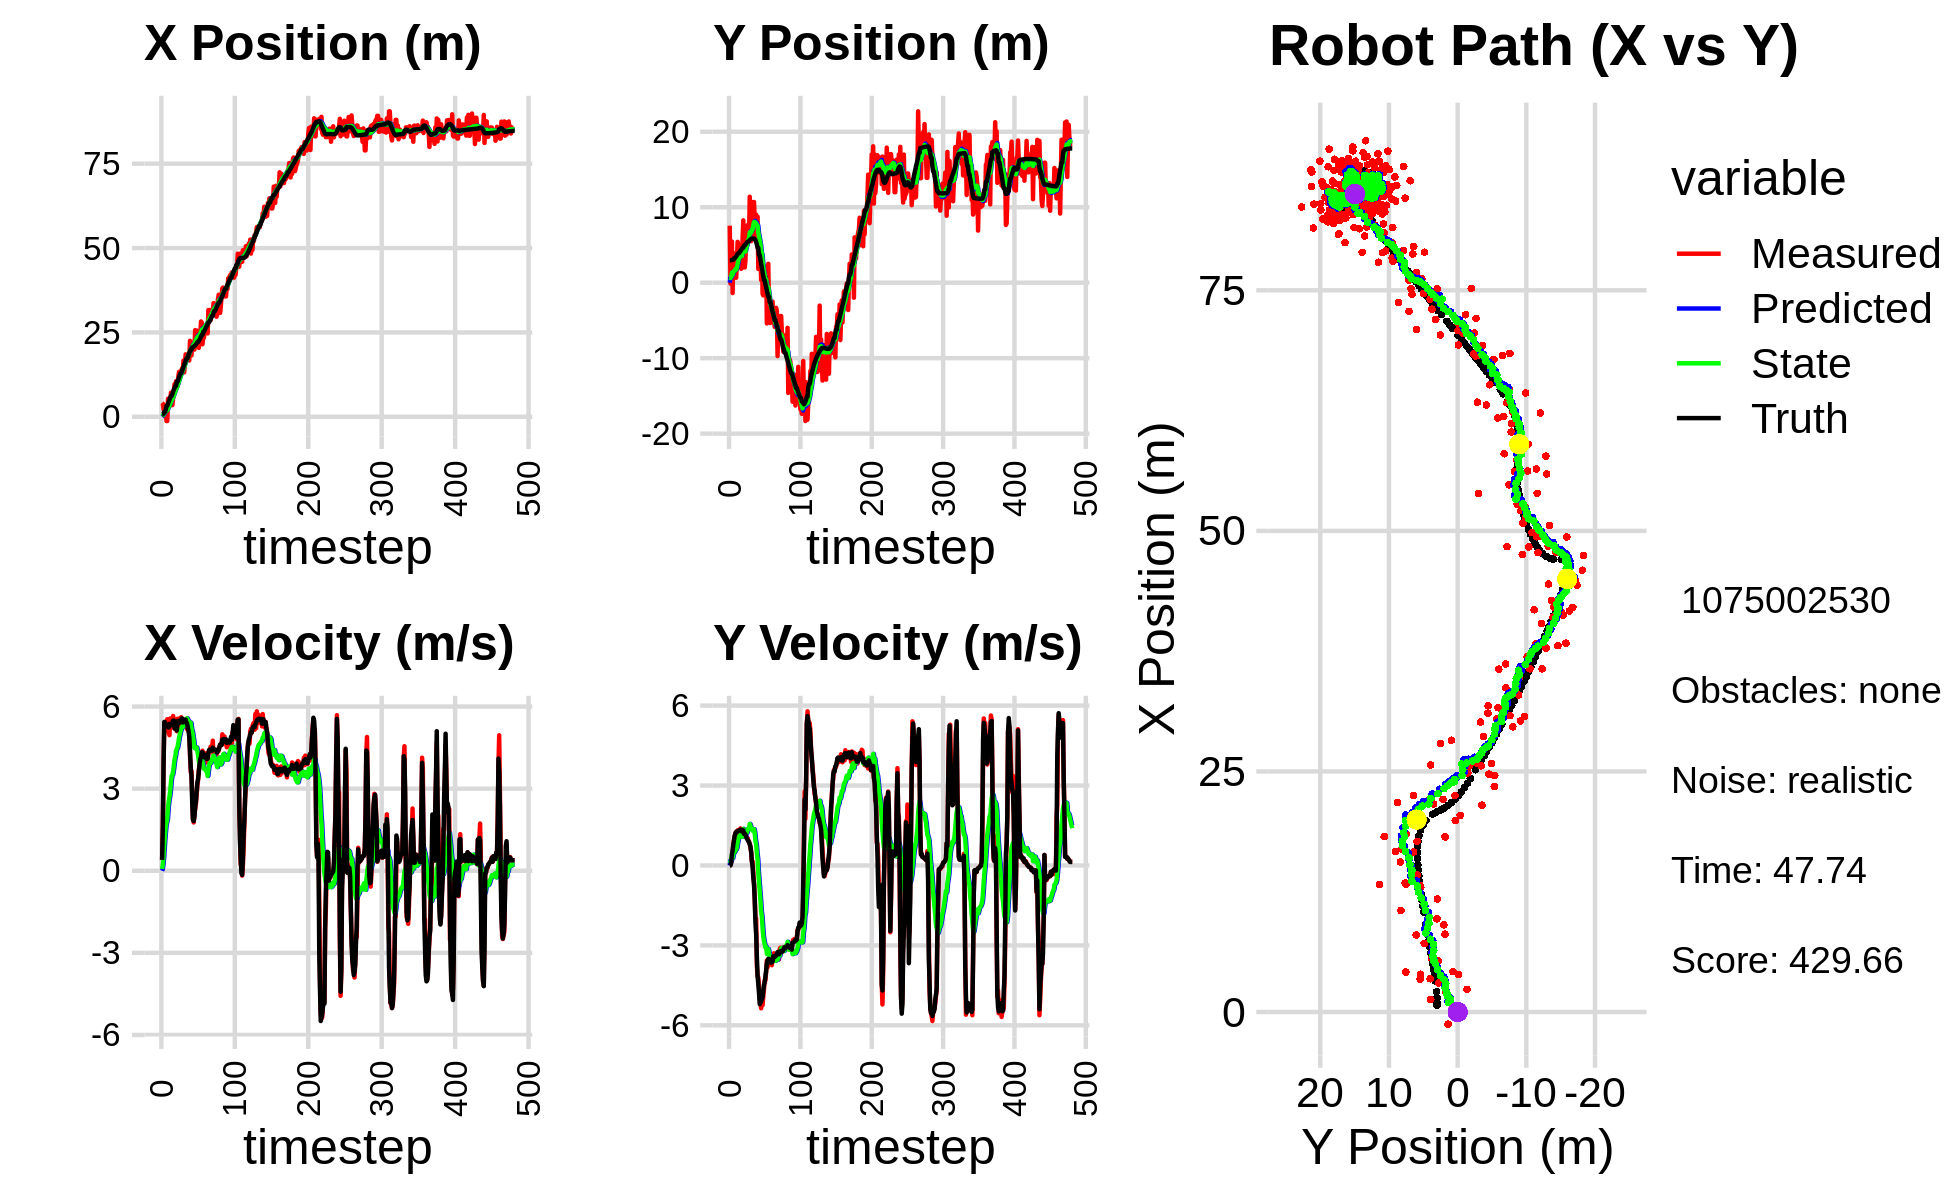 X Position (m)
75
50
25
0
0
100
200
300
400
500
timestep
Y Position (m)
20
10
0
-10
-20
0
100
200
300
400
500
timestep
X Velocity (m/s)
6
3
0
-3
-6
0
100
200
300
400
500
timestep
Y Velocity (m/s)
6
3
0
-3
-6
0
100
200
300
400
500
timestep
Robot Path (X vs Y)
X Position (m)
75
50
25
0
20 10 0 -10 -20
Y Position (m)
variable
Measured
Predicted
State
Truth
1075002530
Obstacles: none
Noise: realistic
Time: 47.74
Score: 429.66